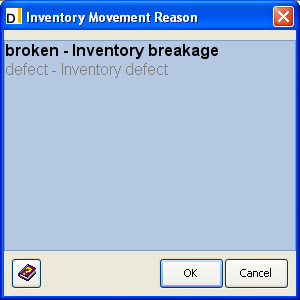 D Inventory Movement Reason
broken - Inventory breakage
defect - Inventory defect
?
OK Cancel